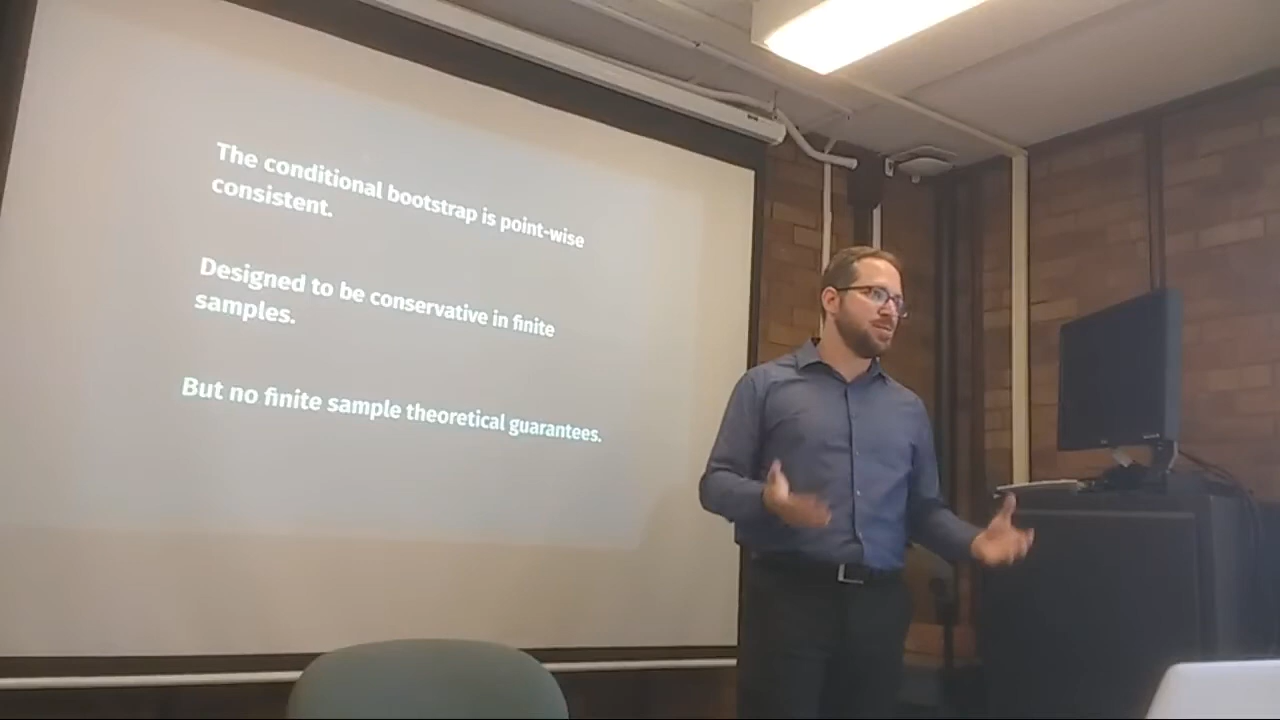 The conditional bootstrap is point-wise
consistent.
Designed to be conservative in finite
samples.
But no finite sample theoretical guarantees.